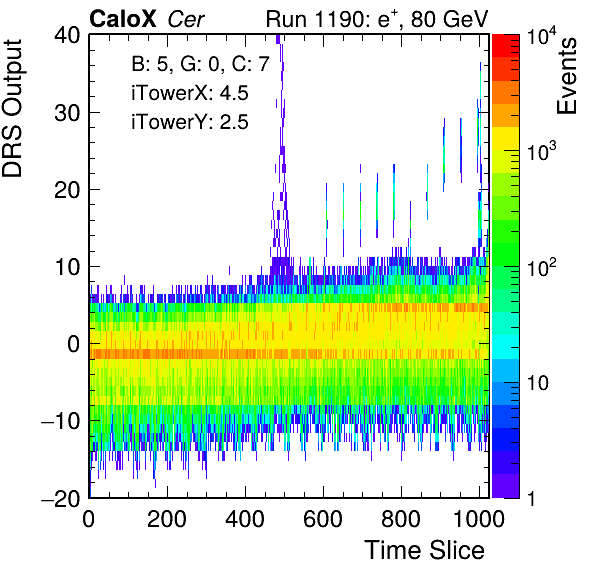 CaloX Cer Run 1190: e⁺, 80 GeV
B: 5, G: 0, C: 7
iTowerX: 4.5
iTowerY: 2.5
DRS Output
40
30
20
10
0
−10
−20
0 200 400 600 800 1000
Time Slice
Events
10⁴
10³
10²
10
1